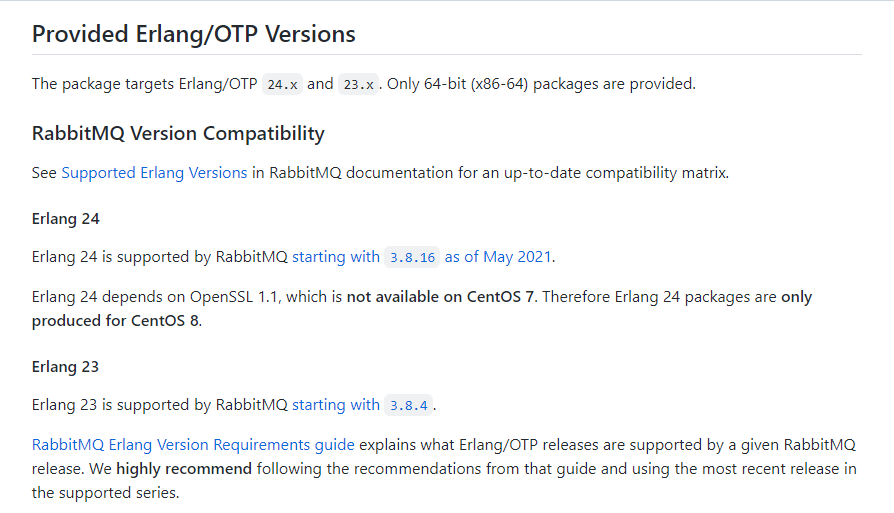 Provided Erlang/OTP Versions
The package targets Erlang/OTP 24.x and 23.x. Only 64-bit (x86-64) packages are provided.
RabbitMQ Version Compatibility
See Supported Erlang Versions in RabbitMQ documentation for an up-to-date compatibility matrix.
Erlang 24
Erlang 24 is supported by RabbitMQ starting with 3.8.16 as of May 2021.
Erlang 24 depends on OpenSSL 1.1, which is not available on CentOS 7. Therefore Erlang 24 packages are only
produced for CentOS 8.
Erlang 23
Erlang 23 is supported by RabbitMQ starting with 3.8.4.
RabbitMQ Erlang Version Requirements guide explains what Erlang/OTP releases are supported by a given RabbitMQ
release. We highly recommend following the recommendations from that guide and using the most recent release in
the supported series.